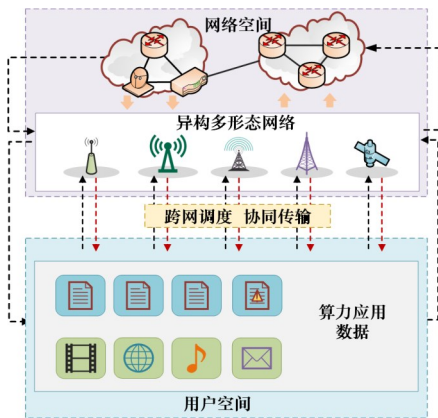 网络空间
异构多形态网络
跨网调度 协同传输
算力应用
数据
用户空间